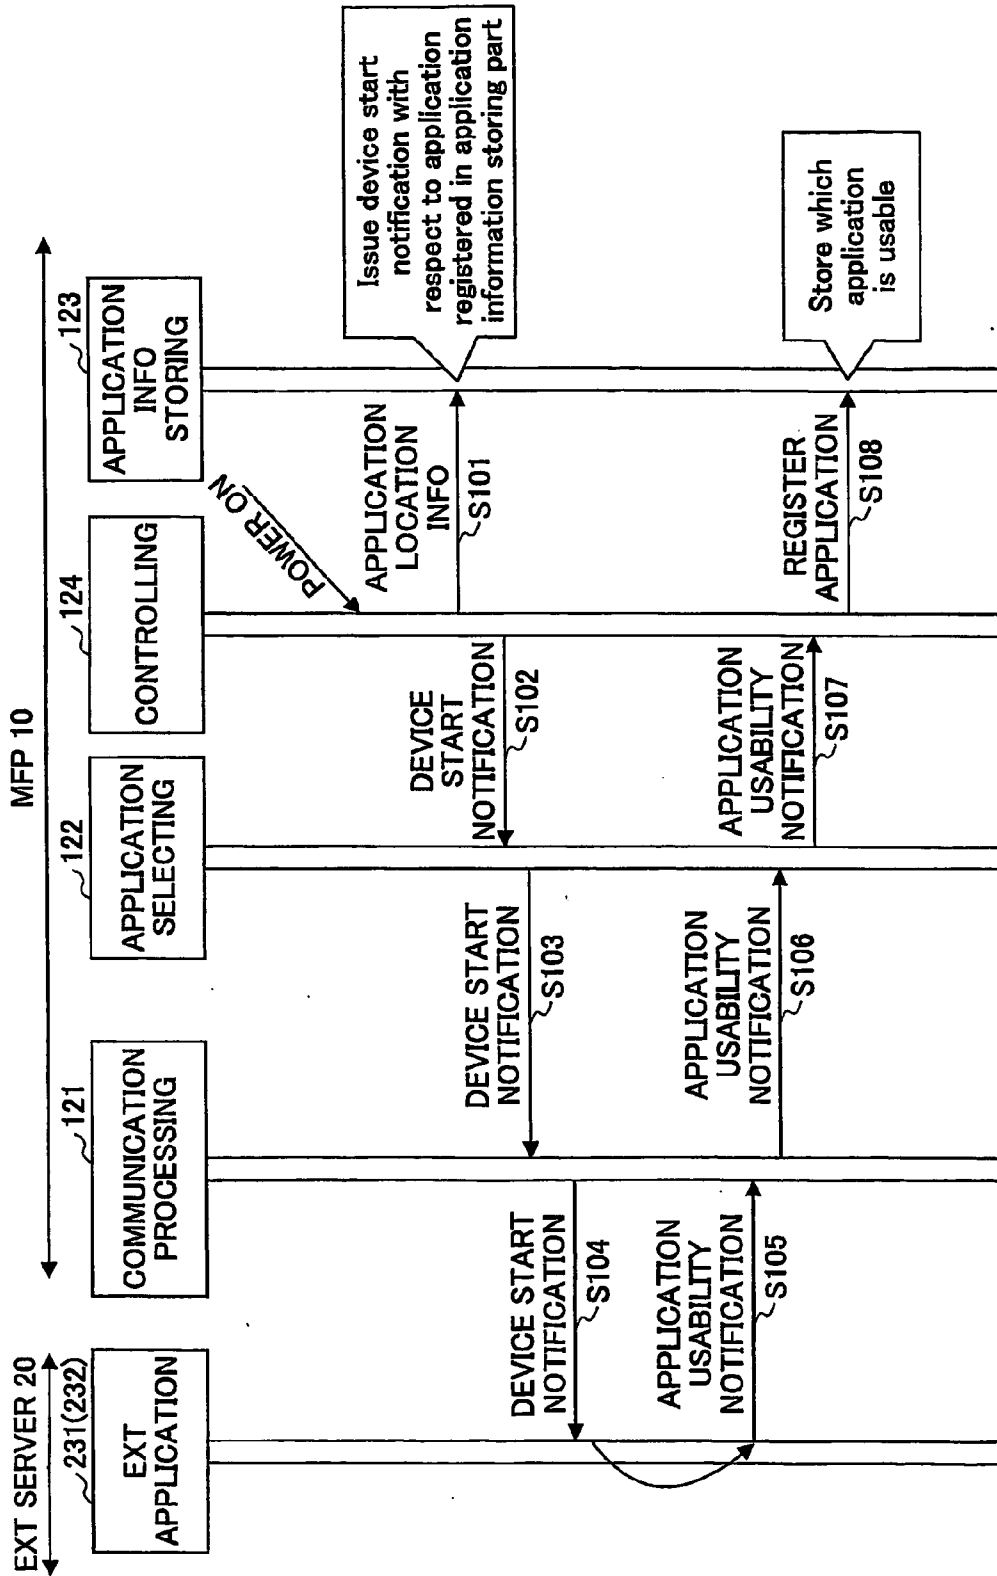 EXT SERVER 20
MFP 10
231(232)
EXT
APPLICATION
121
COMMUNICATION
PROCESSING
122
APPLICATION
SELECTING
124
CONTROLLING
123
APPLICATION
INFO
STORING
POWER ON
APPLICATION
LOCATION
INFO
S101
Issue device start
notification with
respect to application
registered in application
information storing part
DEVICE
START
NOTIFICATION
S102
DEVICE START
NOTIFICATION
S103
DEVICE START
NOTIFICATION
S104
APPLICATION
USABILITY
NOTIFICATION
S105
APPLICATION
USABILITY
NOTIFICATION
S106
APPLICATION
USABILITY
NOTIFICATION
S107
REGISTER
APPLICATION
S108
Store which
application
is usable